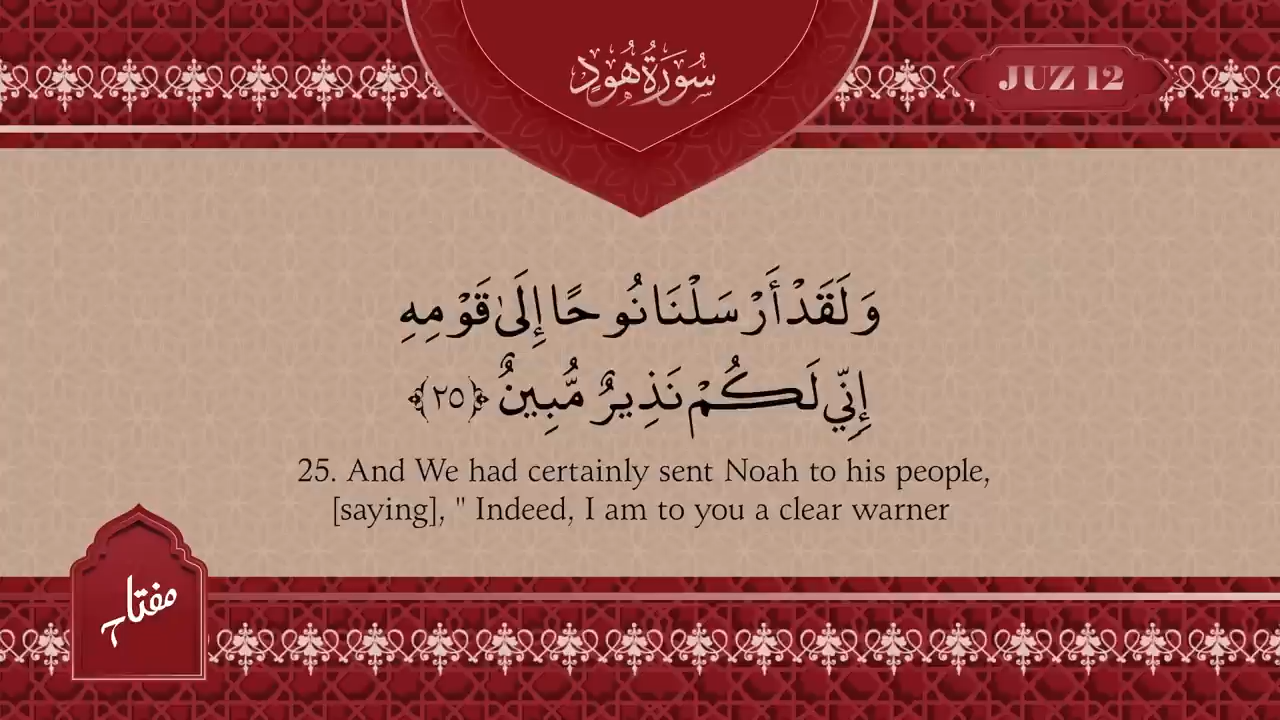 سُورَةُ هُودٍ
JUZ 12
وَلَقَدْ أَرْسَلْنَا نُوحًا إِلَىٰ قَوْمِهِ
إِنِّي لَكُمْ نَذِيرٌ مُّبِينٌ ﴿٢٥﴾
25. And We had certainly sent Noah to his people,
[saying], " Indeed, I am to you a clear warner
مفتاح